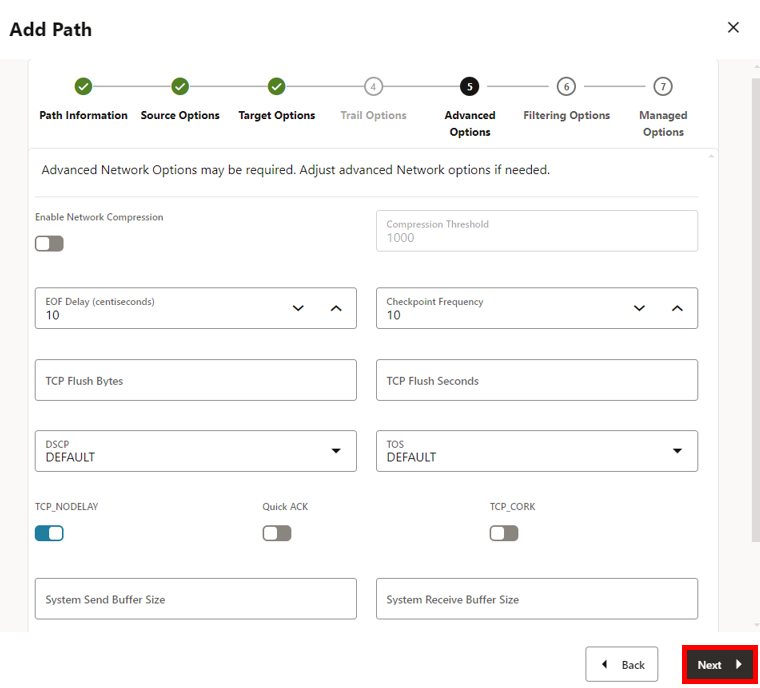 Add Path
4
5
6
7
Path Information
Source Options
Target Options
Trail Options
Advanced
Options
Filtering Options
Managed
Options
Advanced Network Options may be required. Adjust advanced Network options if needed.
Enable Network Compression
Compression Threshold
1000
EOF Delay (centiseconds)
10
Checkpoint Frequency
10
TCP Flush Bytes
TCP Flush Seconds
DSCP
DEFAULT
TOS
DEFAULT
TCP_NODELAY
Quick ACK
TCP_CORK
System Send Buffer Size
System Receive Buffer Size
Back
Next